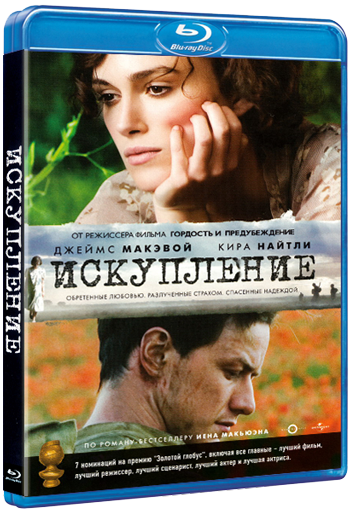 Blu-ray Disc
ИСКУПЛЕНИЕ
ОТ РЕЖИССЕРА ФИЛЬМА ГОРДОСТЬ И ПРЕДУБЕЖДЕНИЕ
ДЖЕЙМС МАКЭВОЙ КИРА НАЙТЛИ
ИСКУПЛЕНИЕ
ОБРЕТЕННЫЕ ЛЮБОВЬЮ. РАЗЛУЧЕННЫЕ СТРАХОМ. СПАСЕННЫЕ НАДЕЖДОЙ.
ПО РОМАНУ-БЕСТСЕЛЛЕРУ ИЕНА МАКЬЮЭНА
7 номинаций на премию "Золотой глобус", включая все главные – лучший фильм,
лучший режиссер, лучший сценарист, лучший актер и лучшая актриса.